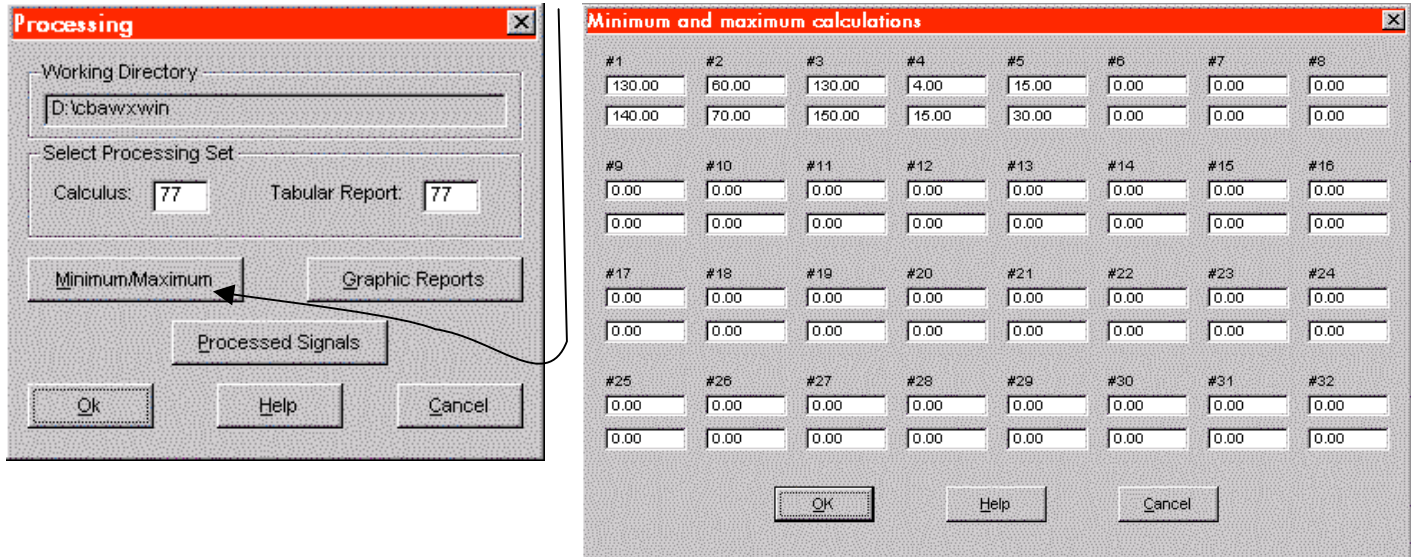 Processing
Working Directory
D:\cbawxwin
Select Processing Set
Calculus: 77 Tabular Report: 77
Minimum/Maximum Graphic Reports
Processed Signals
Ok Help Cancel
Minimum and maximum calculations
#1 #2 #3 #4 #5 #6 #7 #8
130.00 60.00 130.00 4.00 15.00 0.00 0.00 0.00
140.00 70.00 150.00 15.00 30.00 0.00 0.00 0.00
#9 #10 #11 #12 #13 #14 #15 #16
0.00 0.00 0.00 0.00 0.00 0.00 0.00 0.00
0.00 0.00 0.00 0.00 0.00 0.00 0.00 0.00
#17 #18 #19 #20 #21 #22 #23 #24
0.00 0.00 0.00 0.00 0.00 0.00 0.00 0.00
0.00 0.00 0.00 0.00 0.00 0.00 0.00 0.00
#25 #26 #27 #28 #29 #30 #31 #32
0.00 0.00 0.00 0.00 0.00 0.00 0.00 0.00
0.00 0.00 0.00 0.00 0.00 0.00 0.00 0.00
OK Help Cancel